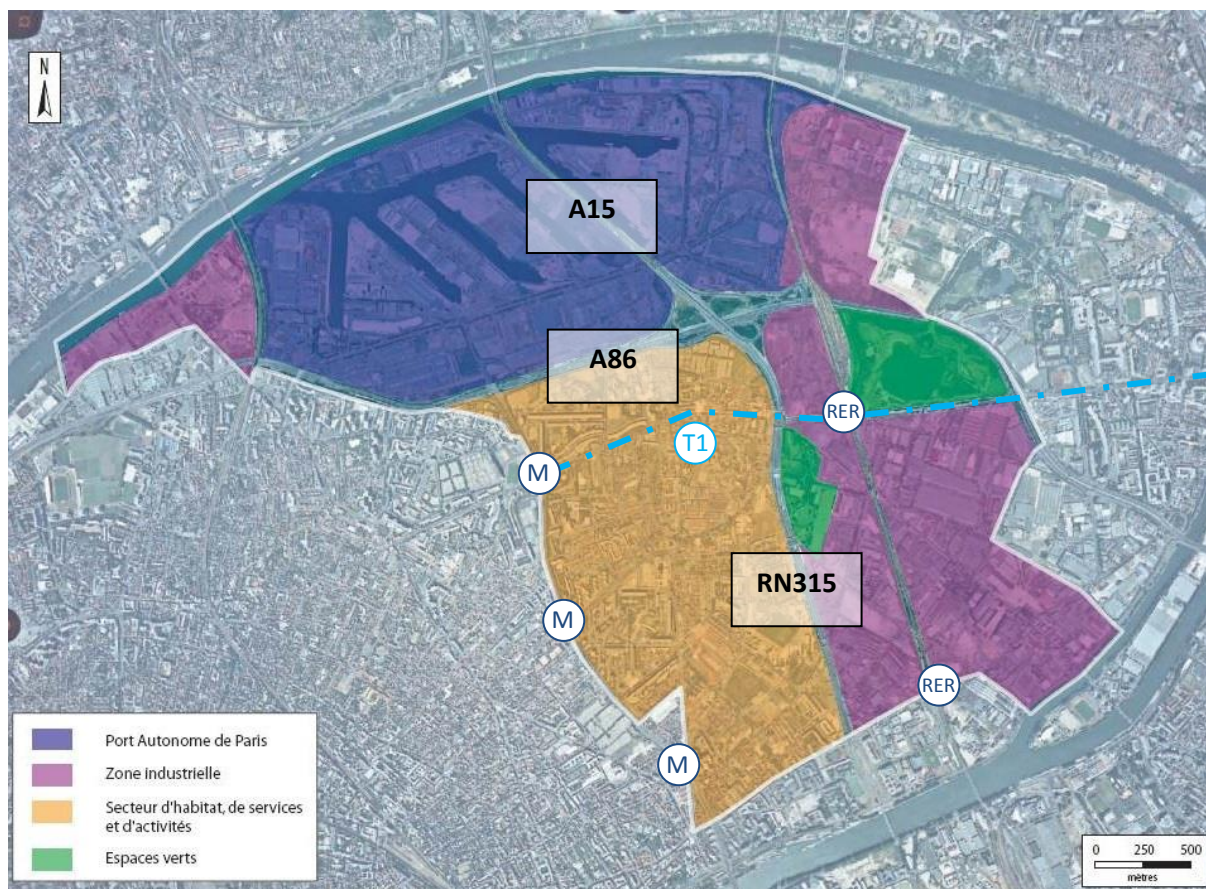 N
A15
A86
RER
T1
M
RN315
M
RER
M
Port Autonome de Paris
Zone industrielle
Secteur d'habitat, de services
et d'activités
Espaces verts
0 250 500
mètres